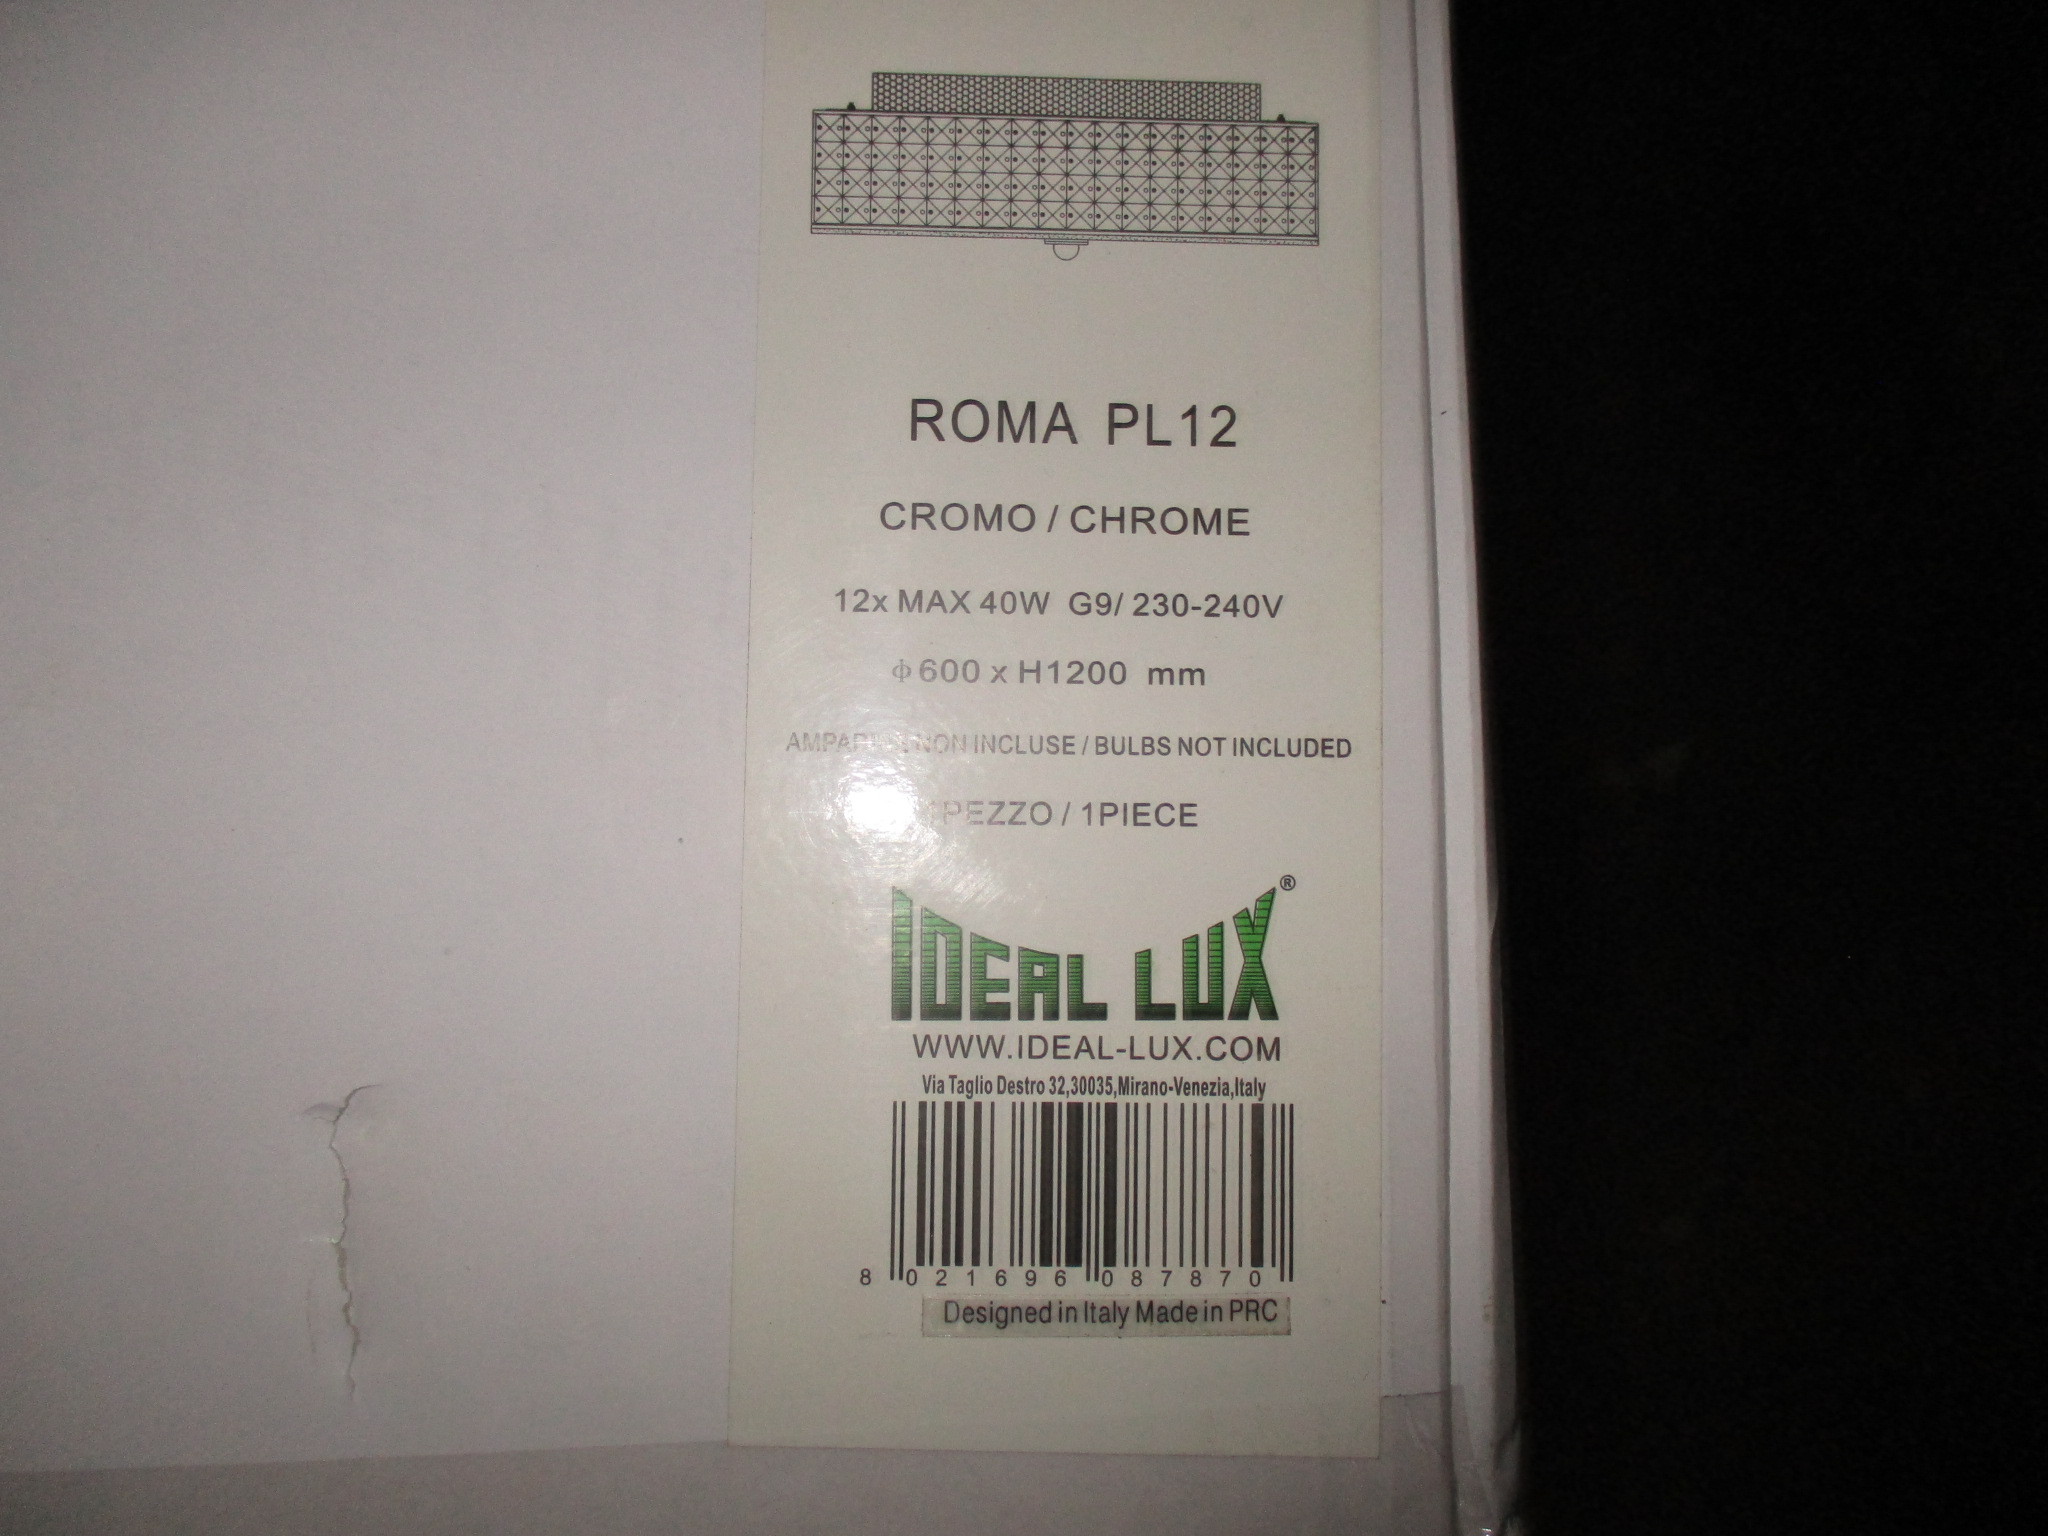 ROMA PL12
CROMO / CHROME
12x MAX 40W G9/ 230-240V
ф600 x H1200 mm
NON INCLUSE / BULBS NOT INCLUDED
1PEZZO / 1PIECE
IDEAL LUX®
WWW.IDEAL-LUX.COM
Via Taglio Destro 32,30035,Mirano-Venezia,Italy
8 021696 087870
Designed in Italy Made in PRC